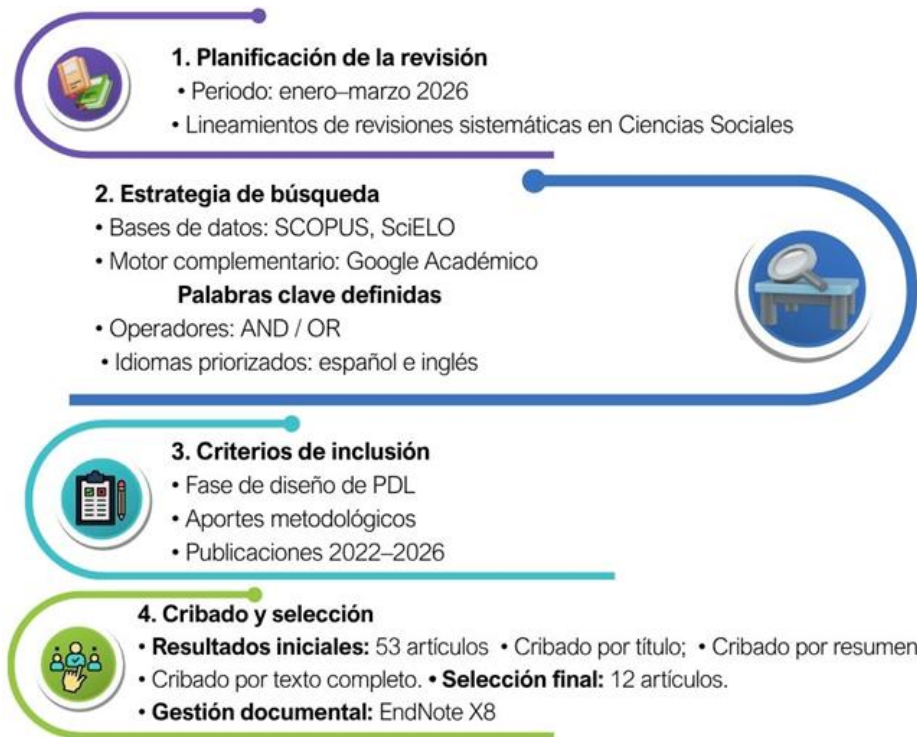 1. Planificación de la revisión
• Periodo: enero–marzo 2026
• Lineamientos de revisiones sistemáticas en Ciencias Sociales
2. Estrategia de búsqueda
• Bases de datos: SCOPUS, SciELO
• Motor complementario: Google Académico
Palabras clave definidas
• Operadores: AND / OR
• Idiomas priorizados: español e inglés
3. Criterios de inclusión
• Fase de diseño de PDL
• Aportes metodológicos
• Publicaciones 2022–2026
4. Cribado y selección
• Resultados iniciales: 53 artículos • Cribado por título; • Cribado por resumen
• Cribado por texto completo. • Selección final: 12 artículos.
• Gestión documental: EndNote X8